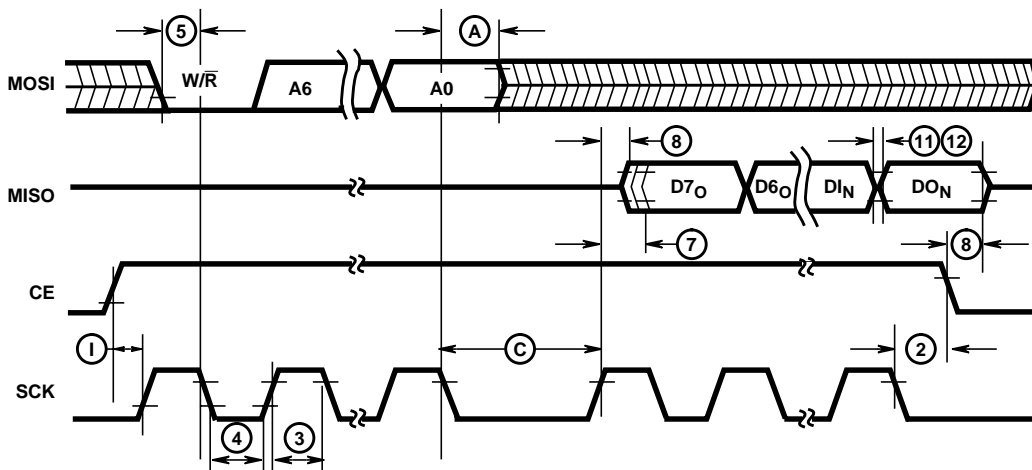 5 A
MOSI W/R̅ A6 A0
8 11 12
MISO D7O D6O DIN DON
7 8
CE
I C 2
SCK
4 3